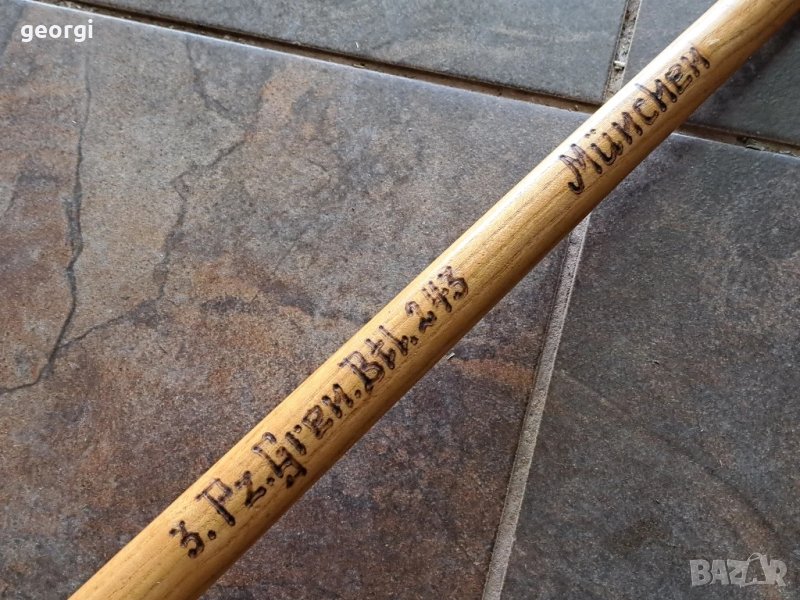 georgi
München
3. Pz.Gren.Btl.243
BAZAR